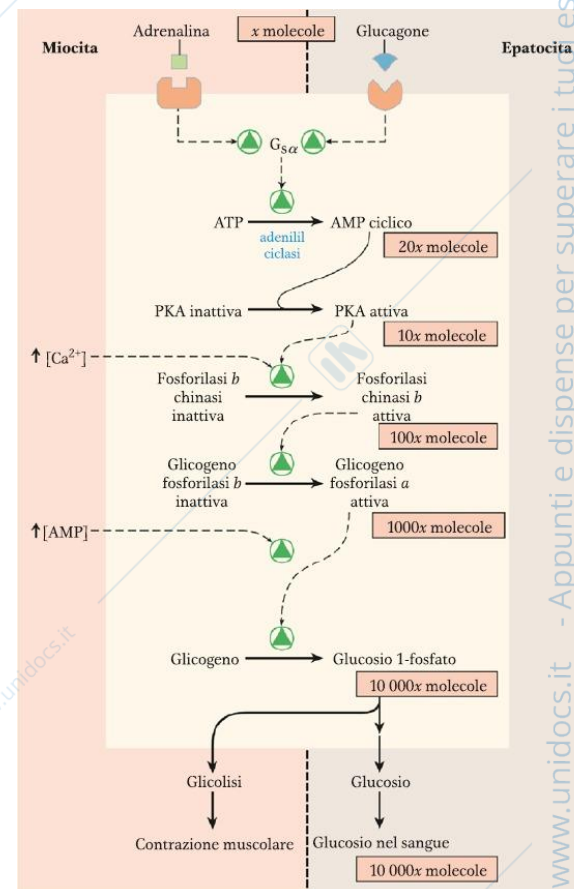 Adrenalina
x molecole
Glucagone
Miocita
Epatocita
Gsα
ATP
AMP ciclico
adenilil
ciclasi
20x molecole
PKA inattiva
PKA attiva
10x molecole
↑ [Ca²⁺]
Fosforilasi b
chinasi
inattiva
Fosforilasi
chinasi b
attiva
100x molecole
Glicogeno
fosforilasi b
inattiva
Glicogeno
fosforilasi a
attiva
1000x molecole
↑ [AMP]
Glicogeno
Glucosio 1-fosfato
10 000x molecole
Glicolisi
Glucosio
Contrazione muscolare
Glucosio nel sangue
10 000x molecole
www.unidocs.it - Appunti e dispense per superare i tuoi es
unidocs.it